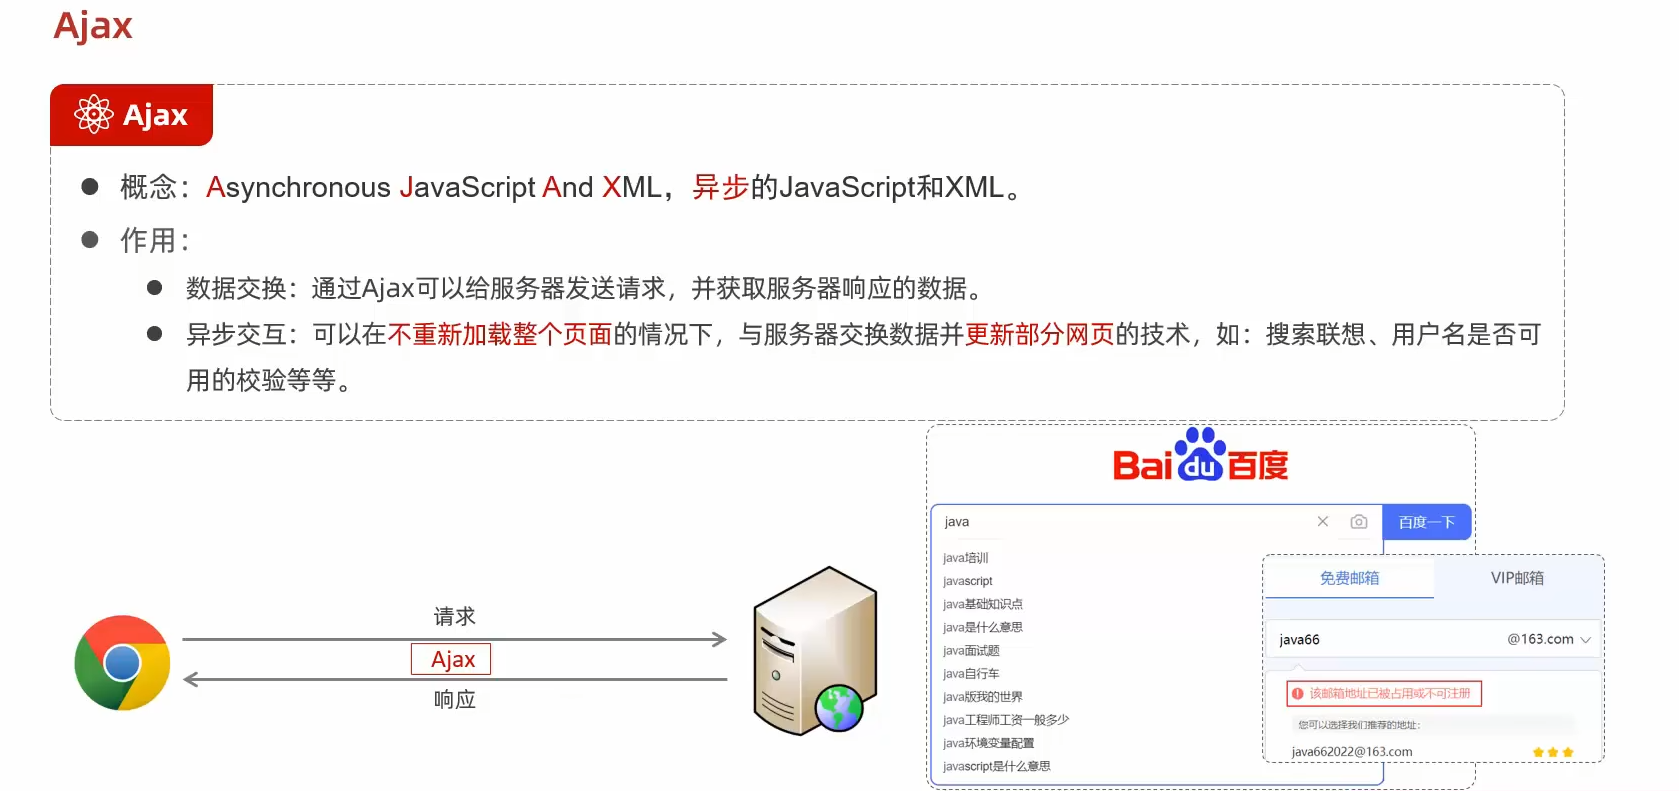 Ajax
Ajax
概念：Asynchronous JavaScript And XML，异步的JavaScript和XML。
作用：
数据交换：通过Ajax可以给服务器发送请求，并获取服务器响应的数据。
异步交互：可以在不重新加载整个页面的情况下，与服务器交换数据并更新部分网页的技术，如：搜索联想、用户名是否可
用的校验等等。
请求
Ajax
响应
Bai du 百度
java
百度一下
java培训
javascript
java基础知识点
java是什么意思
java面试题
java自行车
java版我的世界
java工程师工资一般多少
java环境变量配置
javascript是什么意思
免费邮箱 VIP邮箱
java66 @163.com
该邮箱地址已被占用或不可注册
您可以选择我们推荐的地址：
java662022@163.com